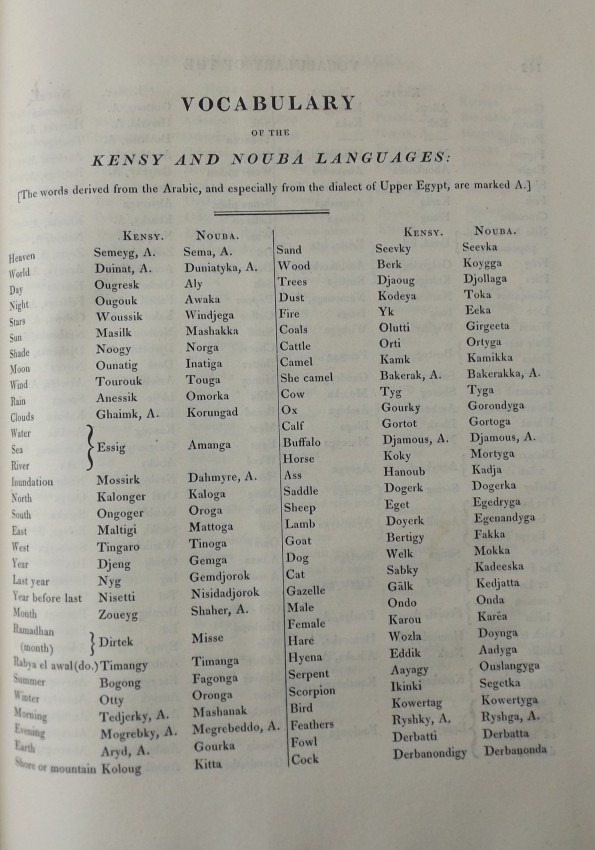 VOCABULARY
OF THE
KENSY AND NOUBA LANGUAGES:
[The words derived from the Arabic, and especially from the dialect of Upper Egypt, are marked A.]
KENSY. NOUBA.
Heaven Semeyg, A. Sema, A.
World Duinat, A. Duniatyka, A.
Day Ougresk Aly
Night Ougouk Awaka
Stars Woussik Windjega
Sun Masilk Mashakka
Shade Noogy Norga
Moon Ounatig Inatiga
Wind Tourouk Touga
Rain Anessik Omorka
Clouds Ghaimk, A. Korungad
Water
Sea Essig Amanga
River
Inundation Mossirk Dahmyre, A.
North Kalonger Kaloga
South Ongoger Oroga
East Maltigi Mattoga
West Tingaro Tinoga
Year Djeng Gemga
Last year Nyg Gemdjorok
Year before last Nisetti Nisidadjorok
Month Zoueyg Shaher, A.
Ramadhan
(month) Dirtek Misse
Rabya el awal (do.) Timangy Timanga
Summer Bogong Fagonga
Winter Otty Oronga
Morning Tedjerky, A. Mashanak
Evening Mogrebky, A. Megrebeddo, A.
Earth Aryd, A. Gourka
Shore or mountain Koloug Kitta
KENSY. NOUBA.
Sand Seevky Seevka
Wood Berk Koygga
Trees Djaoug Djollaga
Dust Kodeya Toka
Fire Yk Eeka
Coals Olutti Girgeeta
Cattle Orti Ortyga
Camel Kamk Kamikka
She camel Bakerak, A. Bakerakka, A.
Cow Tyg Tyga
Ox Gourky Gorondyga
Calf Gortot Gortoga
Buffalo Djamous, A. Djamous, A.
Horse Koky Mortyga
Ass Hanoub Kadja
Saddle Dogerk Dogerka
Sheep Eget Egedryga
Lamb Doyerk Egenandyga
Goat Bertigy Fakka
Dog Welk Mokka
Cat Sabky Kadeeska
Gazelle Gälk Kedjatta
Male Ondo Onda
Female Karou Karēa
Hare Wozla Doynga
Hyena Eddik Aadyga
Serpent Aayagy Ouslangyga
Scorpion Ikinki Segetka
Bird Kowertag Kowertyga
Feathers Ryshky, A. Ryshga, A.
Fowl Derbatti Derbatta
Cock Derbanondigy Derbanonda